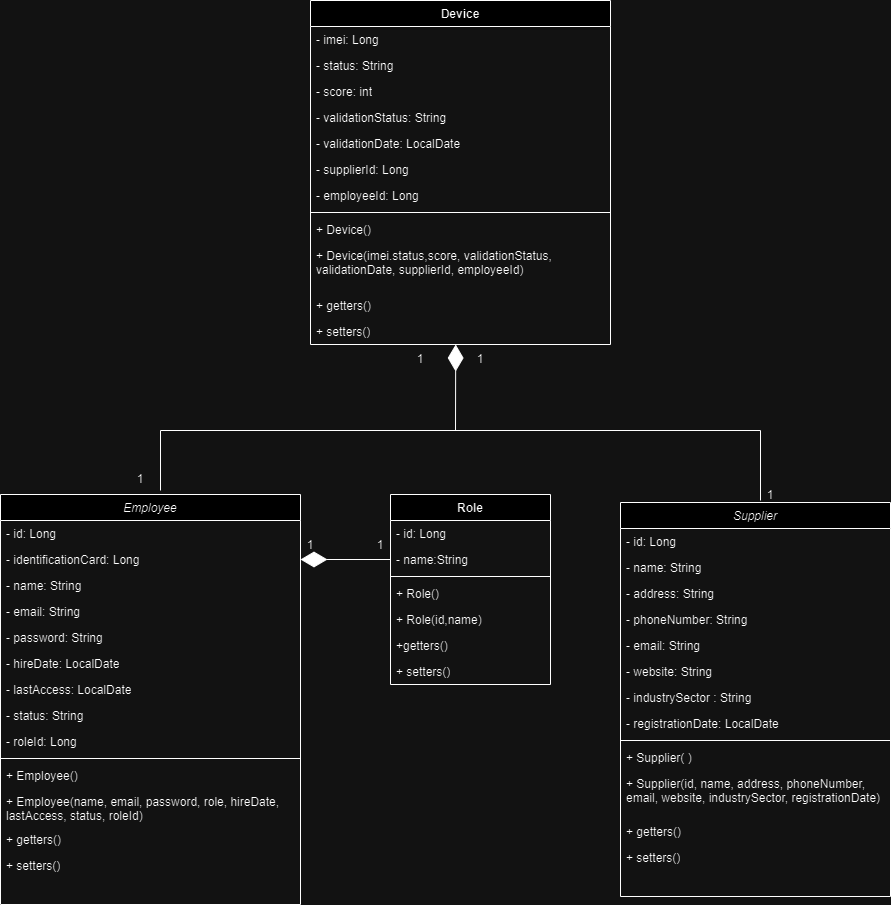 Device
- imei: Long
- status: String
- score: int
- validationStatus: String
- validationDate: LocalDate
- supplierId: Long
- employeeId: Long
+ Device()
+ Device(imei.status,score, validationStatus,
validationDate, supplierId, employeeId)
+ getters()
+ setters()
1
1
1
1
Employee
- id: Long
- identificationCard: Long
- name: String
- email: String
- password: String
- hireDate: LocalDate
- lastAccess: LocalDate
- status: String
- roleId: Long
+ Employee()
+ Employee(name, email, password, role, hireDate,
lastAccess, status, roleId)
+ getters()
+ setters()
1
1
Role
- id: Long
- name:String
+ Role()
+ Role(id,name)
+getters()
+ setters()
Supplier
- id: Long
- name: String
- address: String
- phoneNumber: String
- email: String
- website: String
- industrySector : String
- registrationDate: LocalDate
+ Supplier( )
+ Supplier(id, name, address, phoneNumber,
email, website, industrySector, registrationDate)
+ getters()
+ setters()